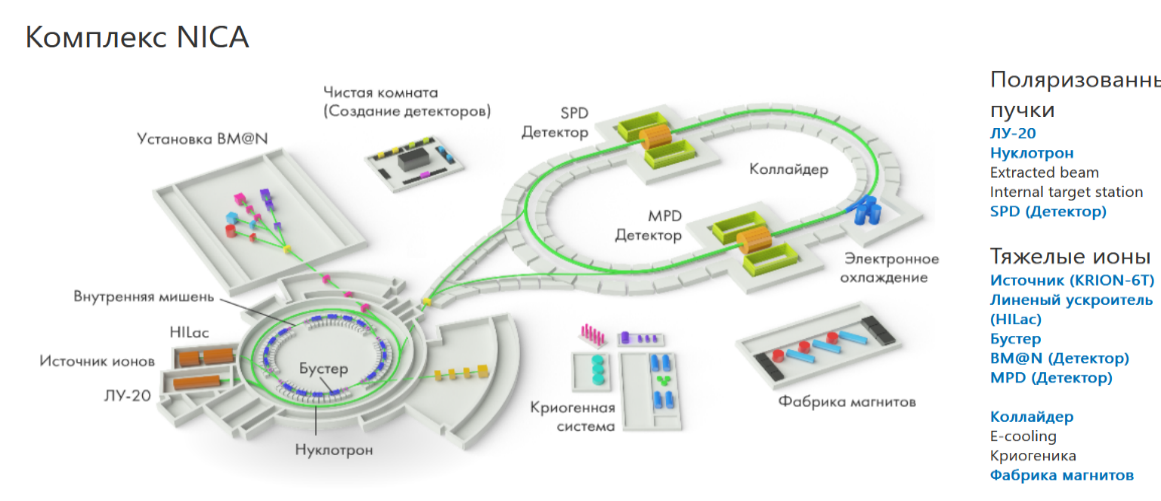 Комплекс NICA
Чистая комната
(Создание детекторов)
Установка BM@N
SPD
Детектор
Коллайдер
MPD
Детектор
Электронное
охлаждение
Внутренняя мишень
HILac
Источник ионов
ЛУ-20
Бустер
Нуклотрон
Криогенная
система
Фабрика магнитов
Поляризованны
пучки
ЛУ-20
Нуклотрон
Extracted beam
Internal target station
SPD (Детектор)
Тяжелые ионы
Источник (KRION-6T)
Линеный ускроитель
(HILac)
Бустер
BM@N (Детектор)
MPD (Детектор)
Коллайдер
E-cooling
Криогеника
Фабрика магнитов